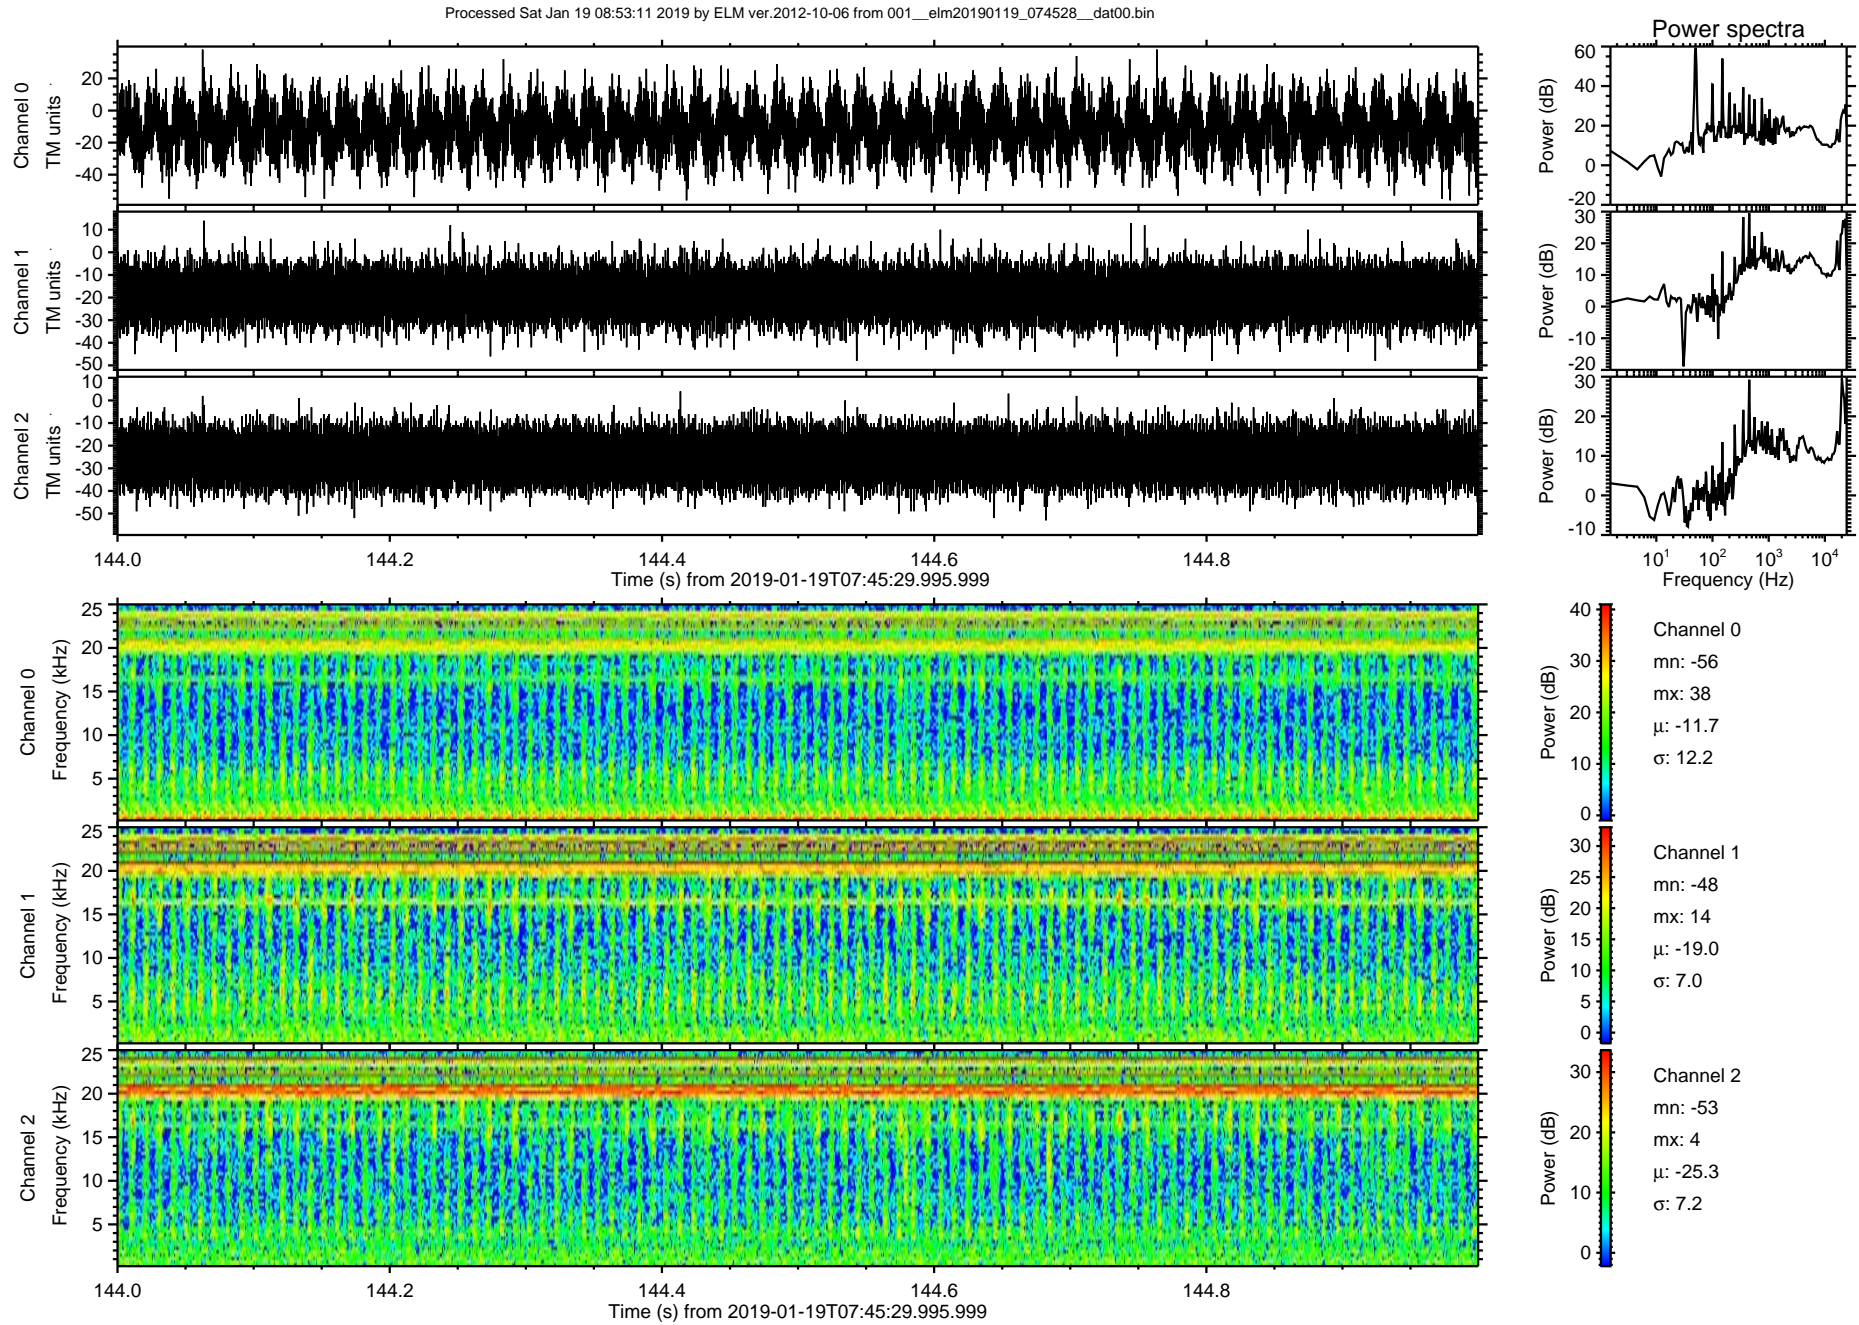 Processed Sat Jan 19 08:53:11 2019 by ELM ver.2012-10-06 from 001__elm20190119_074528__dat00.bin
Power spectra
Channel 0
TM units
20
0
-20
-40
Power (dB)
60
40
20
0
-20
Channel 1
TM units
10
0
-10
-20
-30
-40
-50
Power (dB)
30
20
10
0
-10
-20
Channel 2
TM units
10
0
-10
-20
-30
-40
-50
Power (dB)
30
20
10
0
-10
144.0 144.2 144.4 144.6 144.8
Time (s) from 2019-01-19T07:45:29.995.999
10¹ 10² 10³ 10⁴
Frequency (Hz)
Channel 0
Frequency (kHz)
25
20
15
10
5
Power (dB)
40
30
20
10
0
Channel 0
mn: -56
mx: 38
µ: -11.7
σ: 12.2
Channel 1
Frequency (kHz)
25
20
15
10
5
Power (dB)
30
25
20
15
10
5
0
Channel 1
mn: -48
mx: 14
µ: -19.0
σ: 7.0
Channel 2
Frequency (kHz)
25
20
15
10
5
Power (dB)
30
20
10
0
Channel 2
mn: -53
mx: 4
µ: -25.3
σ: 7.2
144.0 144.2 144.4 144.6 144.8
Time (s) from 2019-01-19T07:45:29.995.999